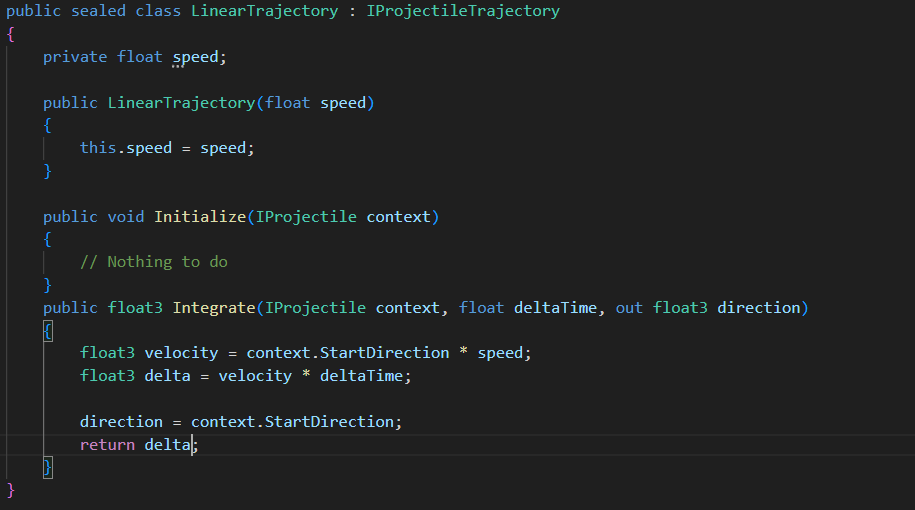 public sealed class LinearTrajectory : IProjectileTrajectory
{
    private float speed;

    public LinearTrajectory(float speed)
    {
        this.speed = speed;
    }

    public void Initialize(IProjectile context)
    {
        // Nothing to do
    }
    public float3 Integrate(IProjectile context, float deltaTime, out float3 direction)
    {
        float3 velocity = context.StartDirection * speed;
        float3 delta = velocity * deltaTime;

        direction = context.StartDirection;
        return delta;
    }
}